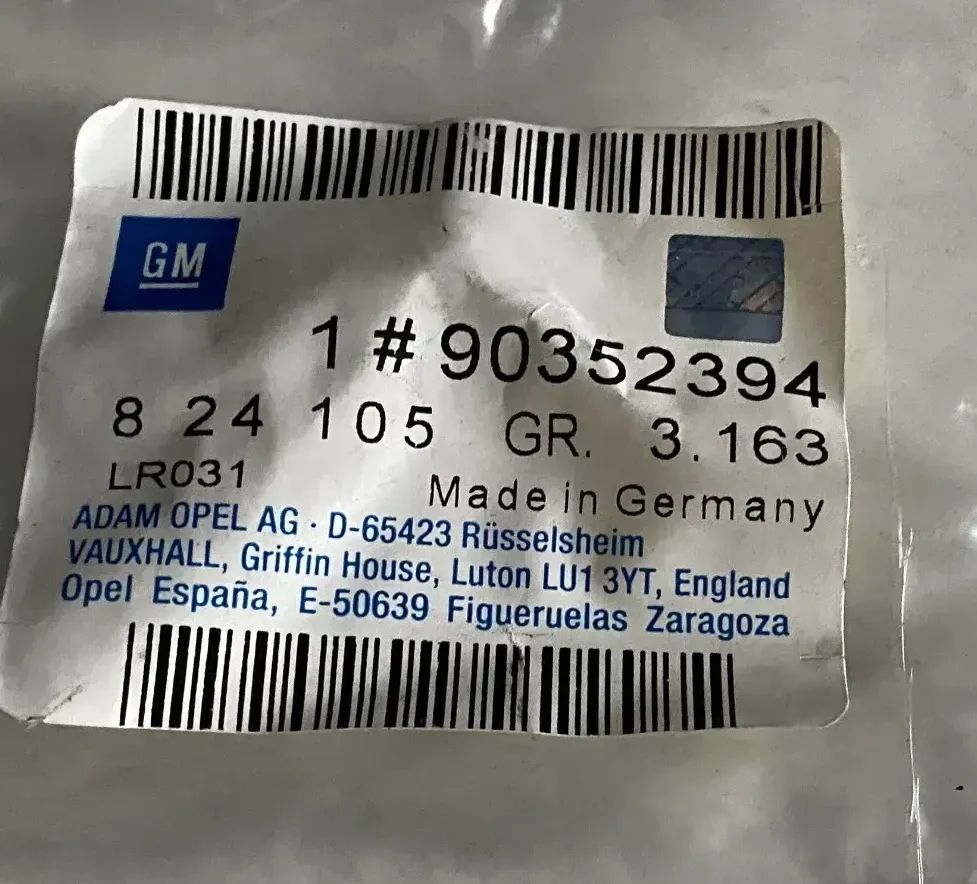 GM
1 # 90352394
8 24 105 GR. 3.163
LR031
Made in Germany
ADAM OPEL AG · D-65423 Rüsselsheim
VAUXHALL, Griffin House, Luton LU1 3YT, England
Opel España, E-50639 Figueruelas Zaragoza